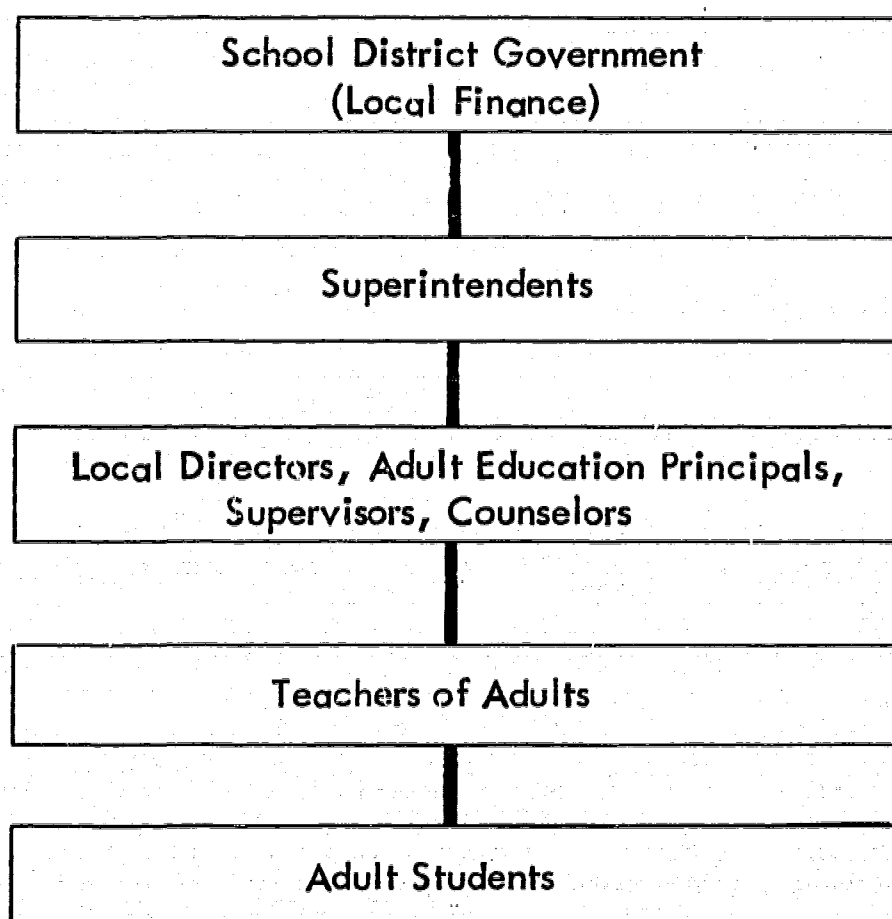 School District Government
(Local Finance)
Superintendents
Local Directors, Adult Education Principals,
Supervisors, Counselors
Teachers of Adults
Adult Students